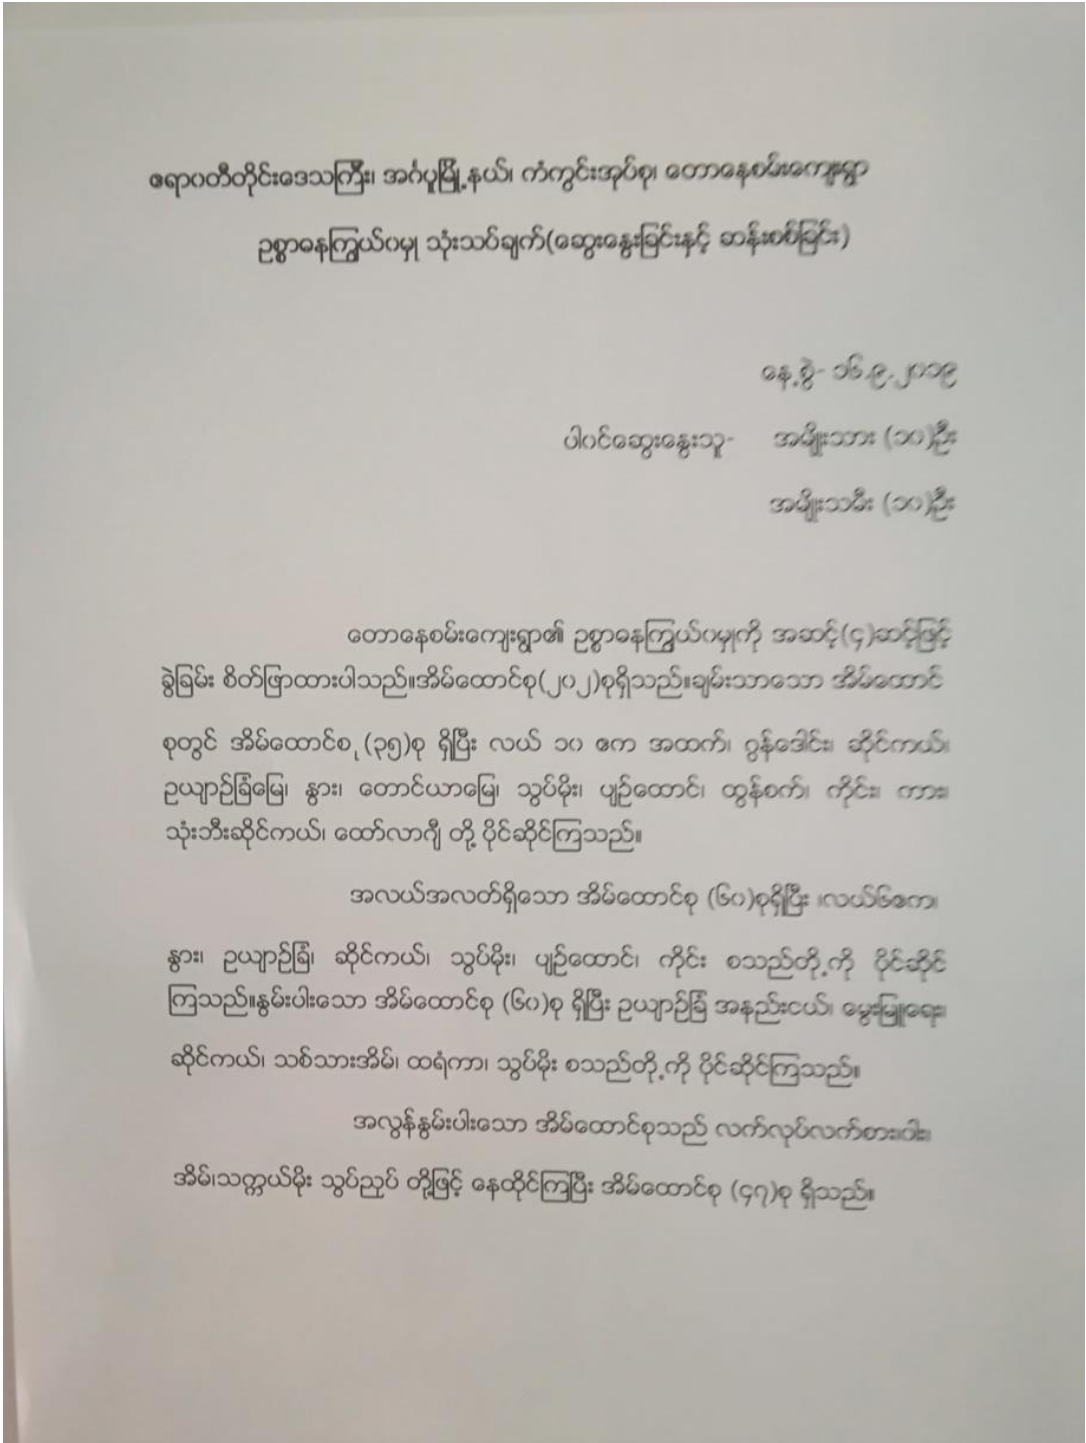 ဧရာဝတီတိုင်းဒေသကြီး၊ အင်္ဂပူမြို့နယ်၊ ကံကွင်းအုပ်စု၊ တောနေစမ်းကျေးရွာ
ဥစ္စာဓနကြွယ်ဝမှု သုံးသပ်ချက်(ဆွေးနွေးခြင်းနှင့် ဆန်းစစ်ခြင်း)
နေ့စွဲ- ၁၆.၉.၂၀၁၉
ပါဝင်ဆွေးနွေးသူ- အမျိုးသား (၁၀)ဦး
အမျိုးသမီး (၁၀)ဦး
တောနေစမ်းကျေးရွာ၏ ဥစ္စာဓနကြွယ်ဝမှုကို အဆင့်(၄)ဆင့်ဖြင့်
ခွဲခြမ်း စိတ်ဖြာထားပါသည်။အိမ်ထောင်စု(၂၀၂)စုရှိသည်။ချမ်းသာသော အိမ်ထောင်
စုတွင် အိမ်ထောင်စု(၃၅)စု ရှိပြီး လယ် ၁၀ ဧက အထက်၊ ဂွန်ဒေါင်း၊ ဆိုင်ကယ်၊
ဥယျာဉ်ခြံမြေ၊ နွား၊ တောင်ယာမြေ၊ သွပ်မိုး၊ ပျဉ်ထောင်၊ ထွန်စက်၊ ကိုင်း၊ ကား၊
သုံးဘီးဆိုင်ကယ်၊ ထော်လာဂျီ တို့ ပိုင်ဆိုင်ကြသည်။
အလယ်အလတ်ရှိသော အိမ်ထောင်စု (၆၀)စုရှိပြီး ၊လယ်၆ဧက၊
နွား၊ ဥယျာဉ်ခြံ၊ ဆိုင်ကယ်၊ သွပ်မိုး၊ ပျဉ်ထောင်၊ ကိုင်း စသည်တို့ကို ပိုင်ဆိုင်
ကြသည်။နွမ်းပါးသော အိမ်ထောင်စု (၆၀)စု ရှိပြီး ဥယျာဉ်ခြံ အနည်းငယ်၊ မွေးမြူရေး၊
ဆိုင်ကယ်၊ သစ်သားအိမ်၊ ထရံကာ၊ သွပ်မိုး စသည်တို့ကို ပိုင်ဆိုင်ကြသည်။
အလွန်နွမ်းပါးသော အိမ်ထောင်စုသည် လက်လုပ်လက်စား၊ဝါး၊
အိမ်၊သက္ကယ်မိုး သွပ်ညှပ် တို့ဖြင့် နေထိုင်ကြပြီး အိမ်ထောင်စု (၄၇)စု ရှိသည်။